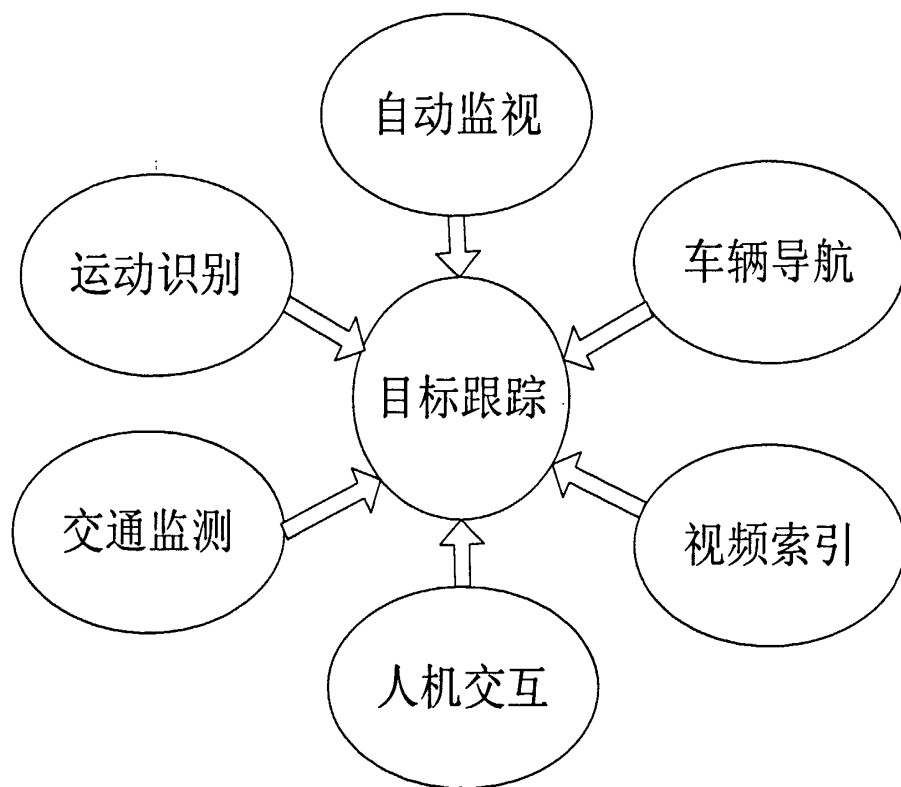 自动监视
运动识别
车辆导航
目标跟踪
交通监测
视频索引
人机交互